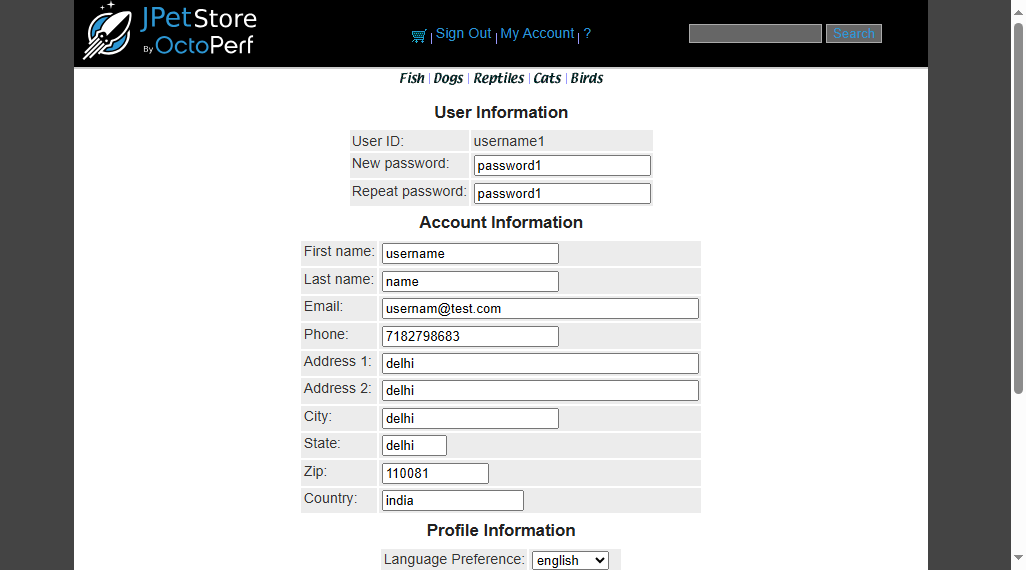 JPetStore
By OctoPerf
Sign Out | My Account | ?
Search
Fish | Dogs | Reptiles | Cats | Birds
User Information
User ID: username1
New password: password1
Repeat password: password1
Account Information
First name: username
Last name: name
Email: usernam@test.com
Phone: 7182798683
Address 1: delhi
Address 2: delhi
City: delhi
State: delhi
Zip: 110081
Country: india
Profile Information
Language Preference: english